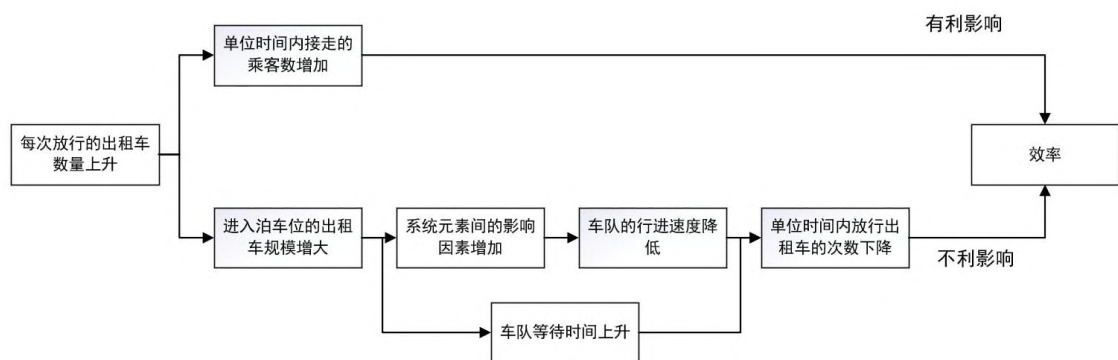 有利影响
单位时间内接走的
乘客数增加
每次放行的出租车
数量上升
效率
进入泊车位的出租
车规模增大
系统元素间的影响
因素增加
车队的行进速度降
低
单位时间内放行出
租车的次数下降
不利影响
车队等待时间上升